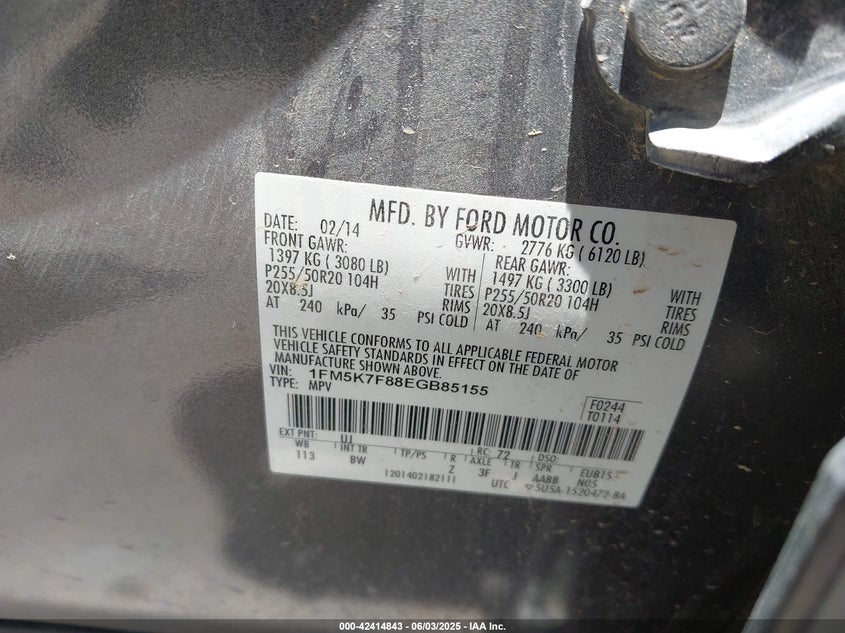 MFD. BY FORD MOTOR CO.
DATE: 02/14 GVWR: 2776 KG ( 6120 LB)
FRONT GAWR: REAR GAWR:
1397 KG ( 3080 LB) WITH 1497 KG ( 3300 LB) WITH
P255/50R20 104H TIRES P255/50R20 104H TIRES
20X8.5J RIMS 20X8.5J RIMS
AT 240 kPa/ 35 PSI COLD AT 240 kPa/ 35 PSI COLD
THIS VEHICLE CONFORMS TO ALL APPLICABLE FEDERAL MOTOR
VEHICLE SAFETY STANDARDS IN EFFECT ON THE DATE OF
MANUFACTURE SHOWN ABOVE.
VIN: 1FM5K7F88EGB85155
TYPE: MPV
F0244
T0114
EXT PNT: UJ RC: 72 DSO:
WB INT TR TP/PS R AXLE TR SPR EUB15
113 BW Z 3F J AABB N05
1201402182111 UTC 5U5A-1520472-BA
000-42414843 / 06/03/2025 / IAA Inc.